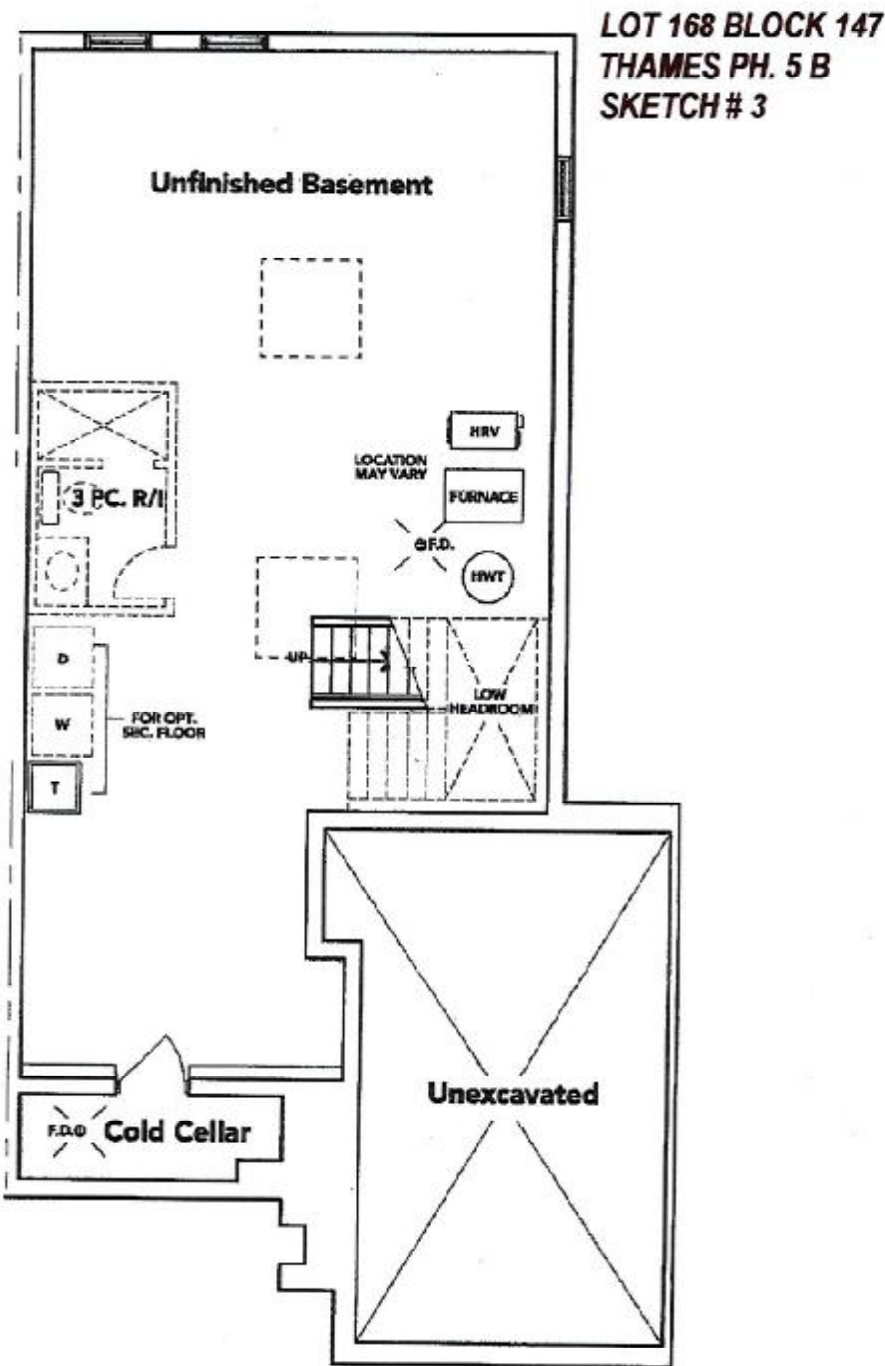 LOT 168 BLOCK 147
THAMES PH. 5 B
SKETCH # 3
Unfinished Basement
HRV
LOCATION
MAY VARY
FURNACE
3 PC. R/I
F.D.
HWT
UP
D
W
T
FOR OPT.
SEC. FLOOR
LOW
HEADROOM
Unexcavated
F.D.
Cold Cellar